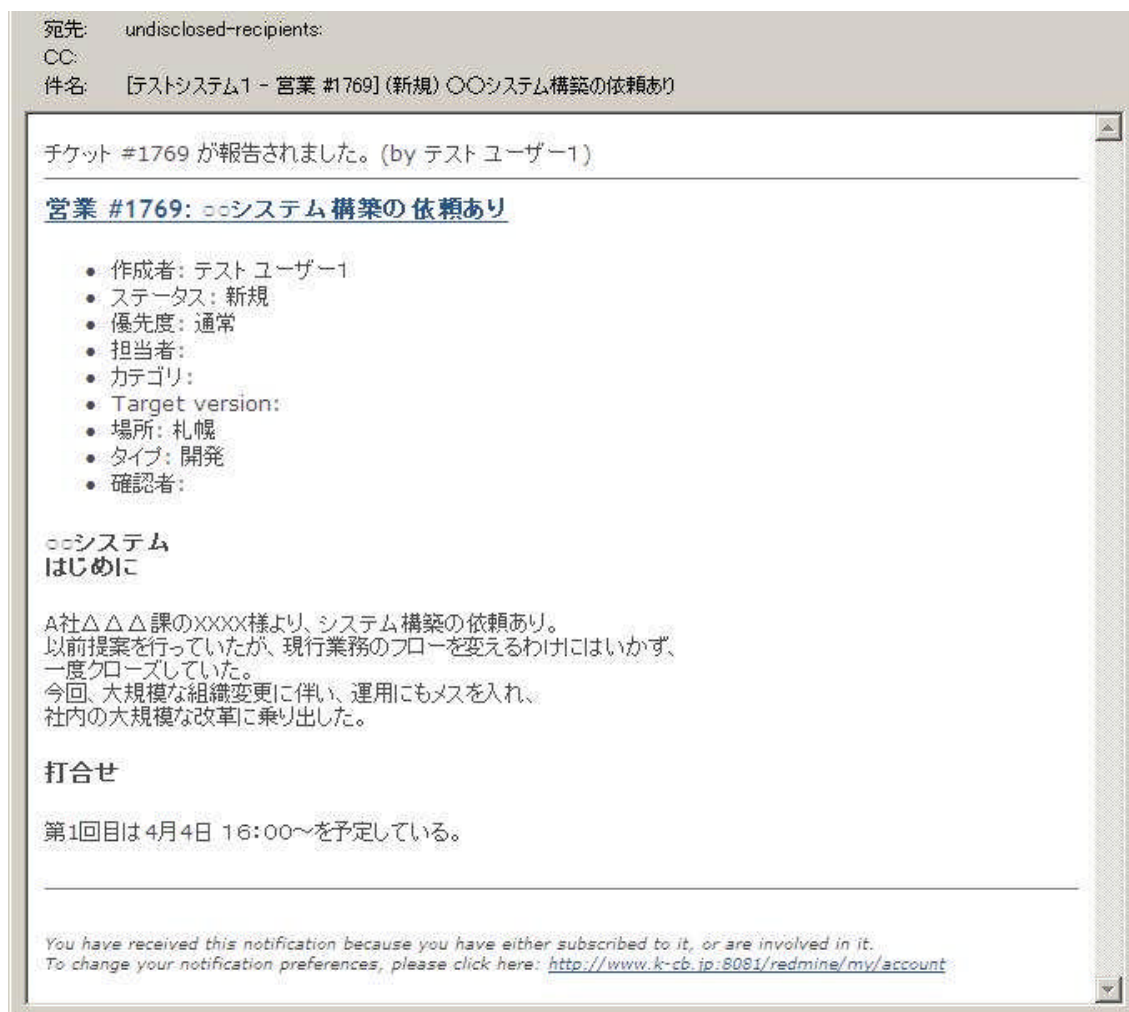 宛先: undisclosed-recipients:
CC:
件名: [テストシステム1 - 営業 #1769] (新規) 〇〇システム構築の依頼あり
チケット #1769 が報告されました。(by テスト ユーザー1)
営業 #1769: ○○システム構築の依頼あり
● 作成者: テスト ユーザー1
● ステータス: 新規
● 優先度: 通常
● 担当者:
● カテゴリ:
● Target version:
● 場所: 札幌
● タイプ: 開発
● 確認者:
○○システム
はじめに
A社△△△課のXXXX様より、システム構築の依頼あり。
以前提案を行っていたが、現行業務のフローを変えるわけにはいかず、
一度クローズしていた。
今回、大規模な組織変更に伴い、運用にもメスを入れ、
社内の大規模な改革に乗り出した。
打合せ
第1回目は4月4日 16:00～を予定している。
You have received this notification because you have either subscribed to it, or are involved in it.
To change your notification preferences, please click here: http://www.k-cb.jp:8081/redmine/my/account